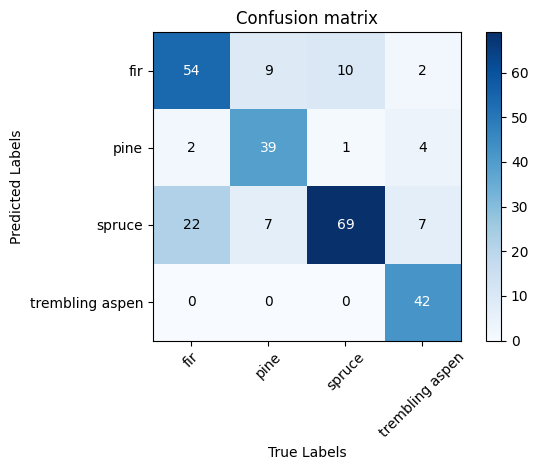 Confusion matrix
Predicted Labels
fir 54 9 10 2
pine 2 39 1 4
spruce 22 7 69 7
trembling aspen 0 0 0 42
fir pine spruce trembling aspen
True Labels
60
50
40
30
20
10
0